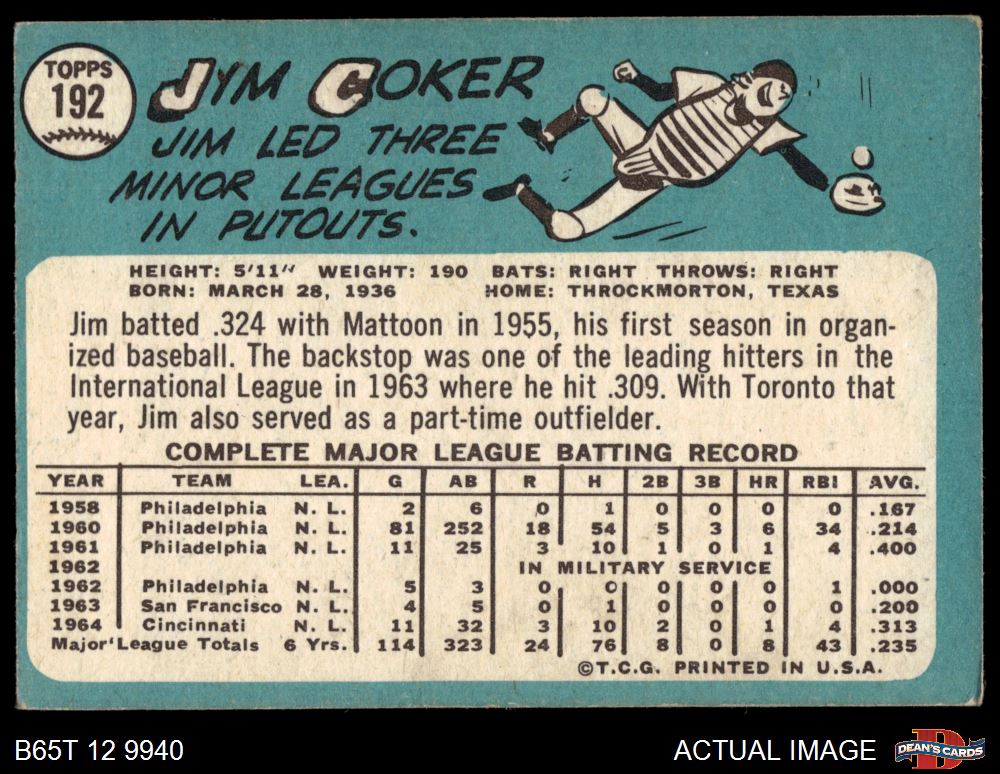 TOPPS
192
JIM COKER
JIM LED THREE
MINOR LEAGUES
IN PUTOUTS.
HEIGHT: 5'11" WEIGHT: 190 BATS: RIGHT THROWS: RIGHT
BORN: MARCH 28, 1936 HOME: THROCKMORTON, TEXAS
Jim batted .324 with Mattoon in 1955, his first season in organ-
ized baseball. The backstop was one of the leading hitters in the
International League in 1963 where he hit .309. With Toronto that
year, Jim also served as a part-time outfielder.
COMPLETE MAJOR LEAGUE BATTING RECORD
YEAR TEAM LEA. G AB R H 2B 3B HR RBI AVG.
1958 Philadelphia N. L. 2 6 0 1 0 0 0 0 .167
1960 Philadelphia N. L. 81 252 18 54 5 3 6 34 .214
1961 Philadelphia N. L. 11 25 3 10 1 0 1 4 .400
1962 IN MILITARY SERVICE
1962 Philadelphia N. L. 5 3 0 0 0 0 0 1 .000
1963 San Francisco N. L. 4 5 0 1 0 0 0 0 .200
1964 Cincinnati N. L. 11 32 3 10 2 0 1 4 .313
Major League Totals 6 Yrs. 114 323 24 76 8 0 8 43 .235
©T.C.G. PRINTED IN U.S.A.
B65T 12 9940 ACTUAL IMAGE D DEAN'S CARDS